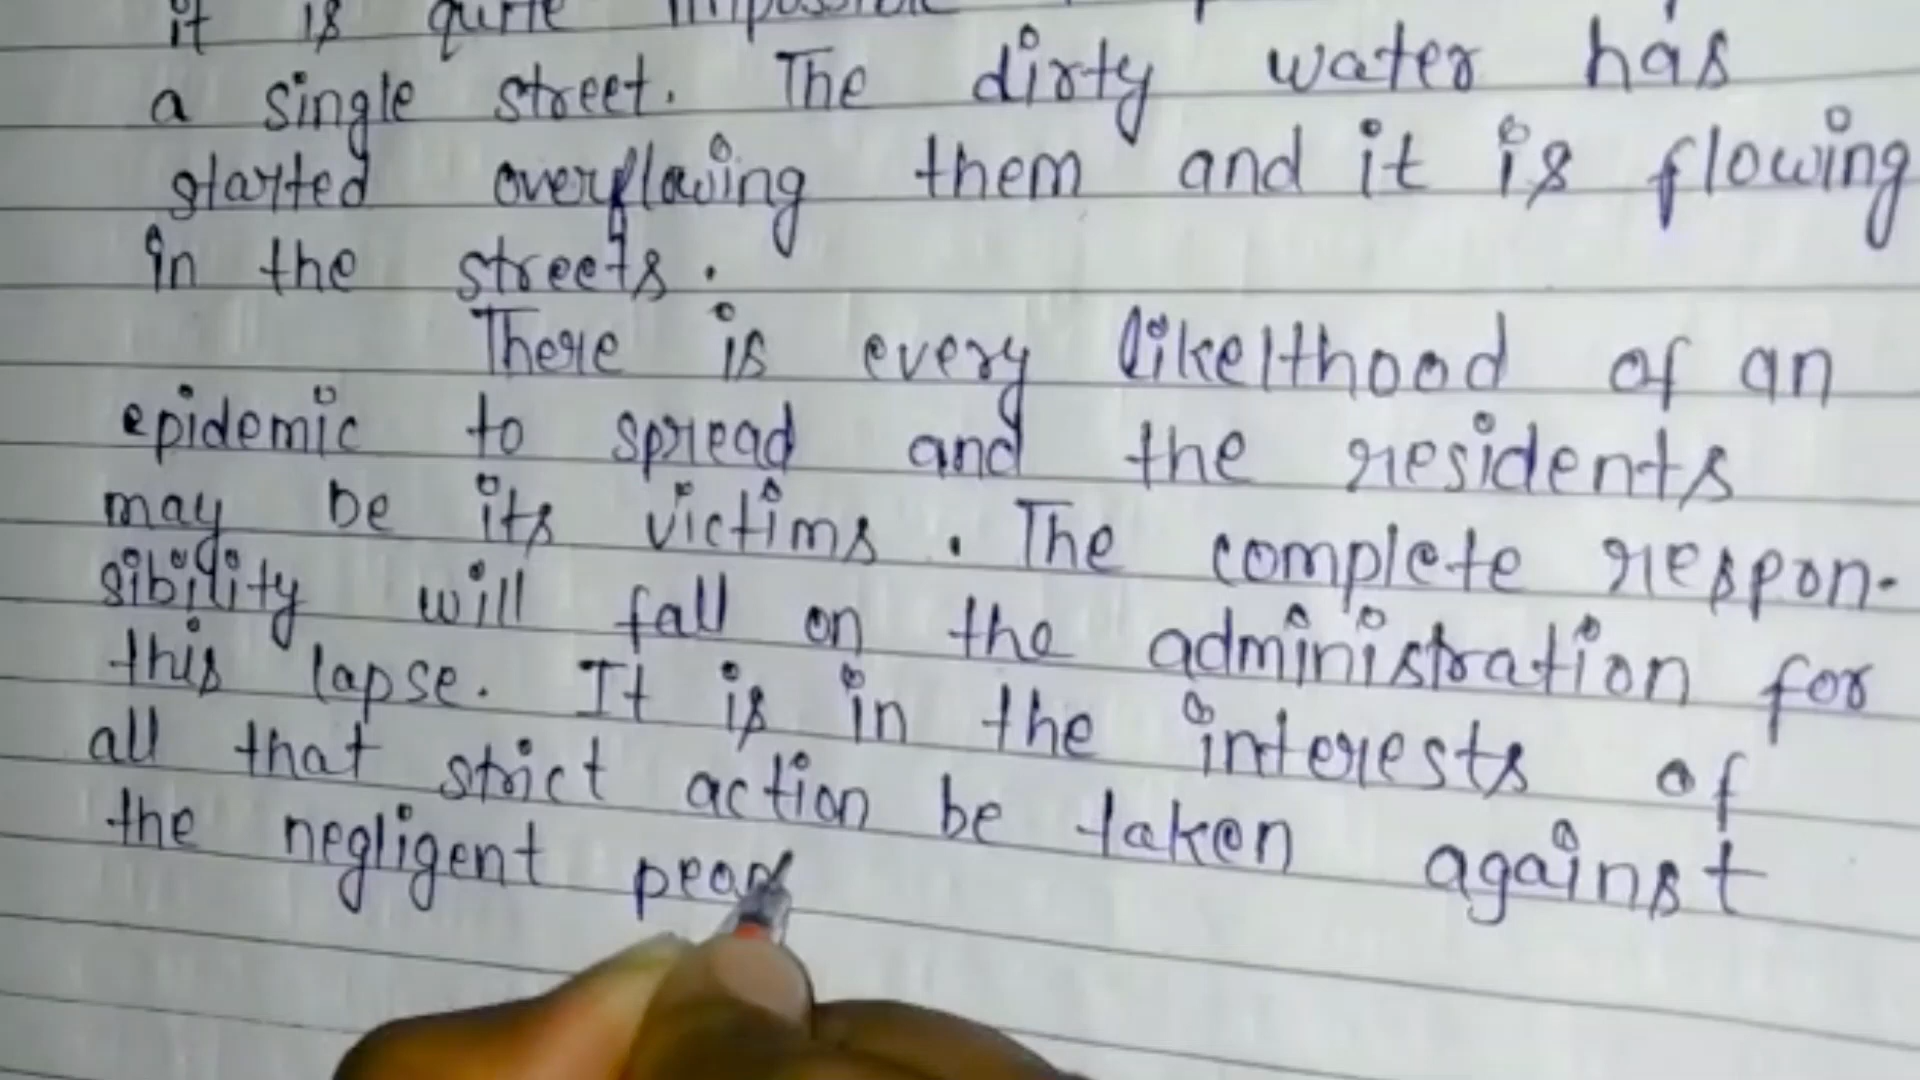 it is quite impossible
a single street. The dirty water has
started overflowing them and it is flowing
in the streets.
There is every likelthood of an
epidemic to spread and the residents
may be its victims. The complete respon-
sibility will fall on the administration for
this lapse. It is in the interests of
all that strict action be taken against
the negligent peop